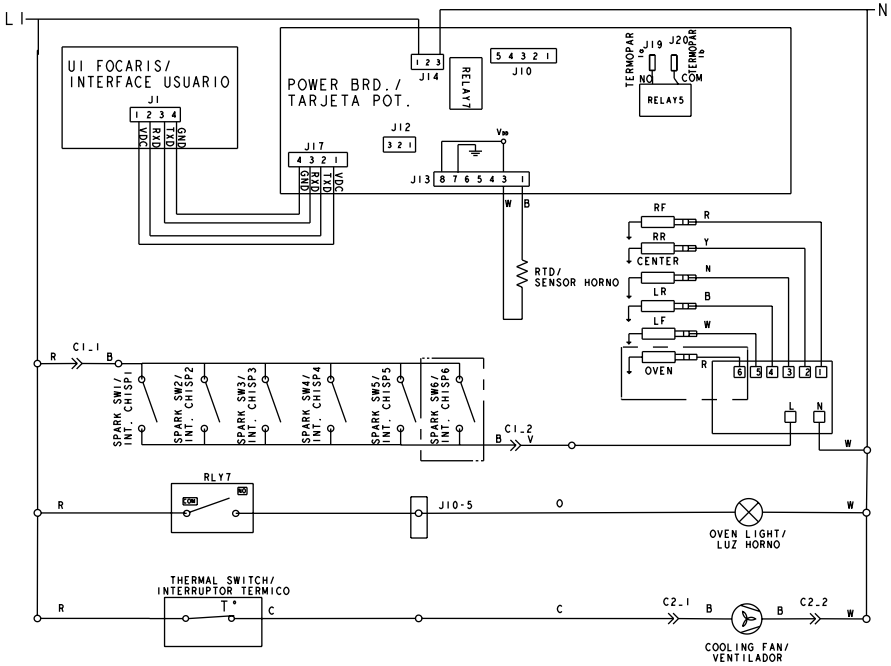 L1
N
UI FOCARIS/
INTERFACE USUARIO
J1
1 2 3 4
VDC
RXD
TXD
GND
POWER BRD./
TARJETA POT.
1 2 3
J14
RELAY7
5 4 3 2 1
J10
TERMOPAR
1a
J19
J20
TERMOPAR
1b
NO
COM
RELAY5
J12
3 2 1
J17
4 3 2 1
GND
RXD
TXD
VDC
VDD
J13
8 7 6 5 4 3 1
W
B
RTD/
SENSOR HORNO
RF
R
RR
Y
CENTER
N
LR
B
LF
W
OVEN
R
6 5 4 3 2 1
L
N
W
R
C1_1
B
SPARK SW1/
INT. CHISP1
SPARK SW2/
INT. CHISP2
SPARK SW3/
INT. CHISP3
SPARK SW4/
INT. CHISP4
SPARK SW5/
INT. CHISP5
SPARK SW6/
INT. CHISP6
B
C1_2
V
RLY7
R
COM
NO
J10-5
O
W
OVEN LIGHT/
LUZ HORNO
THERMAL SWITCH/
INTERRUPTOR TERMICO
R
T°
C
C
C2_1
B
B
C2_2
W
COOLING FAN/
VENTILADOR